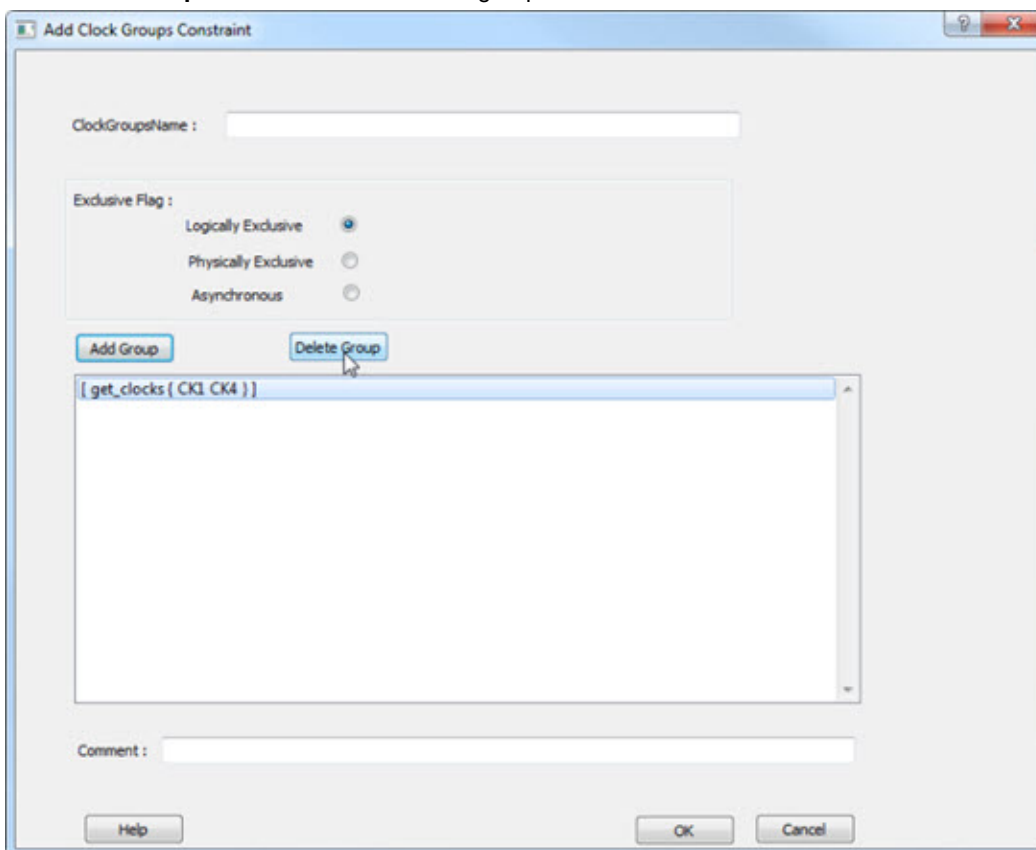 Add Clock Groups Constraint
ClockGroupsName :
Exclusive Flag :
Logically Exclusive
Physically Exclusive
Asynchronous
Add Group Delete Group
[ get_clocks { CK1 CK4 } ]
Comment :
Help OK Cancel